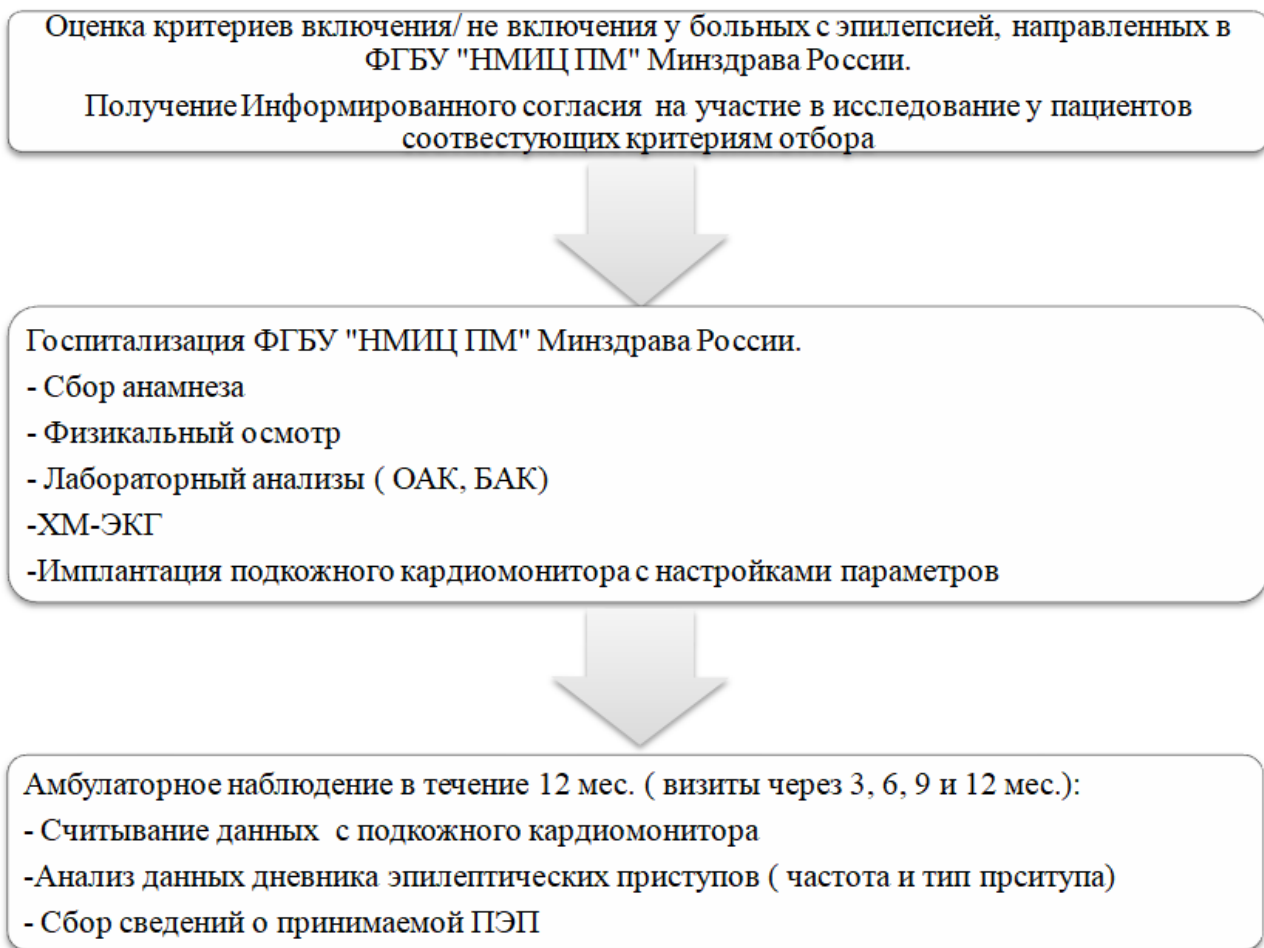 Оценка критериев включения/ не включения у больных с эпилепсией, направленных в
ФГБУ "НМИЦ ПМ" Минздрава России.
Получение Информированного согласия на участие в исследование у пациентов
соотвестующих критериям отбора
Госпитализация ФГБУ "НМИЦ ПМ" Минздрава России.
- Сбор анамнеза
- Физикальный осмотр
- Лабораторный анализы ( ОАК, БАК)
-ХМ-ЭКГ
-Имплантация подкожного кардиомонитора с настройками параметров
Амбулаторное наблюдение в течение 12 мес. ( визиты через 3, 6, 9 и 12 мес.):
- Считывание данных с подкожного кардиомонитора
-Анализ данных дневника эпилептических приступов ( частота и тип прситупа)
- Сбор сведений о принимаемой ПЭП